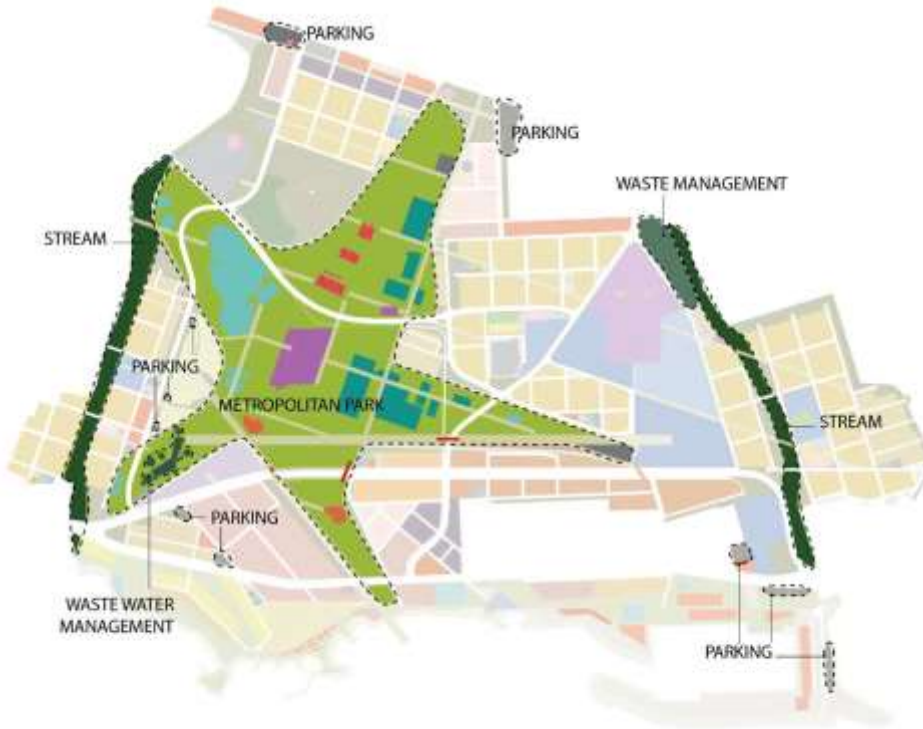 PARKING
PARKING
WASTE MANAGEMENT
STREAM
PARKING
METROPOLITAN PARK
STREAM
PARKING
WASTE WATER
MANAGEMENT
PARKING